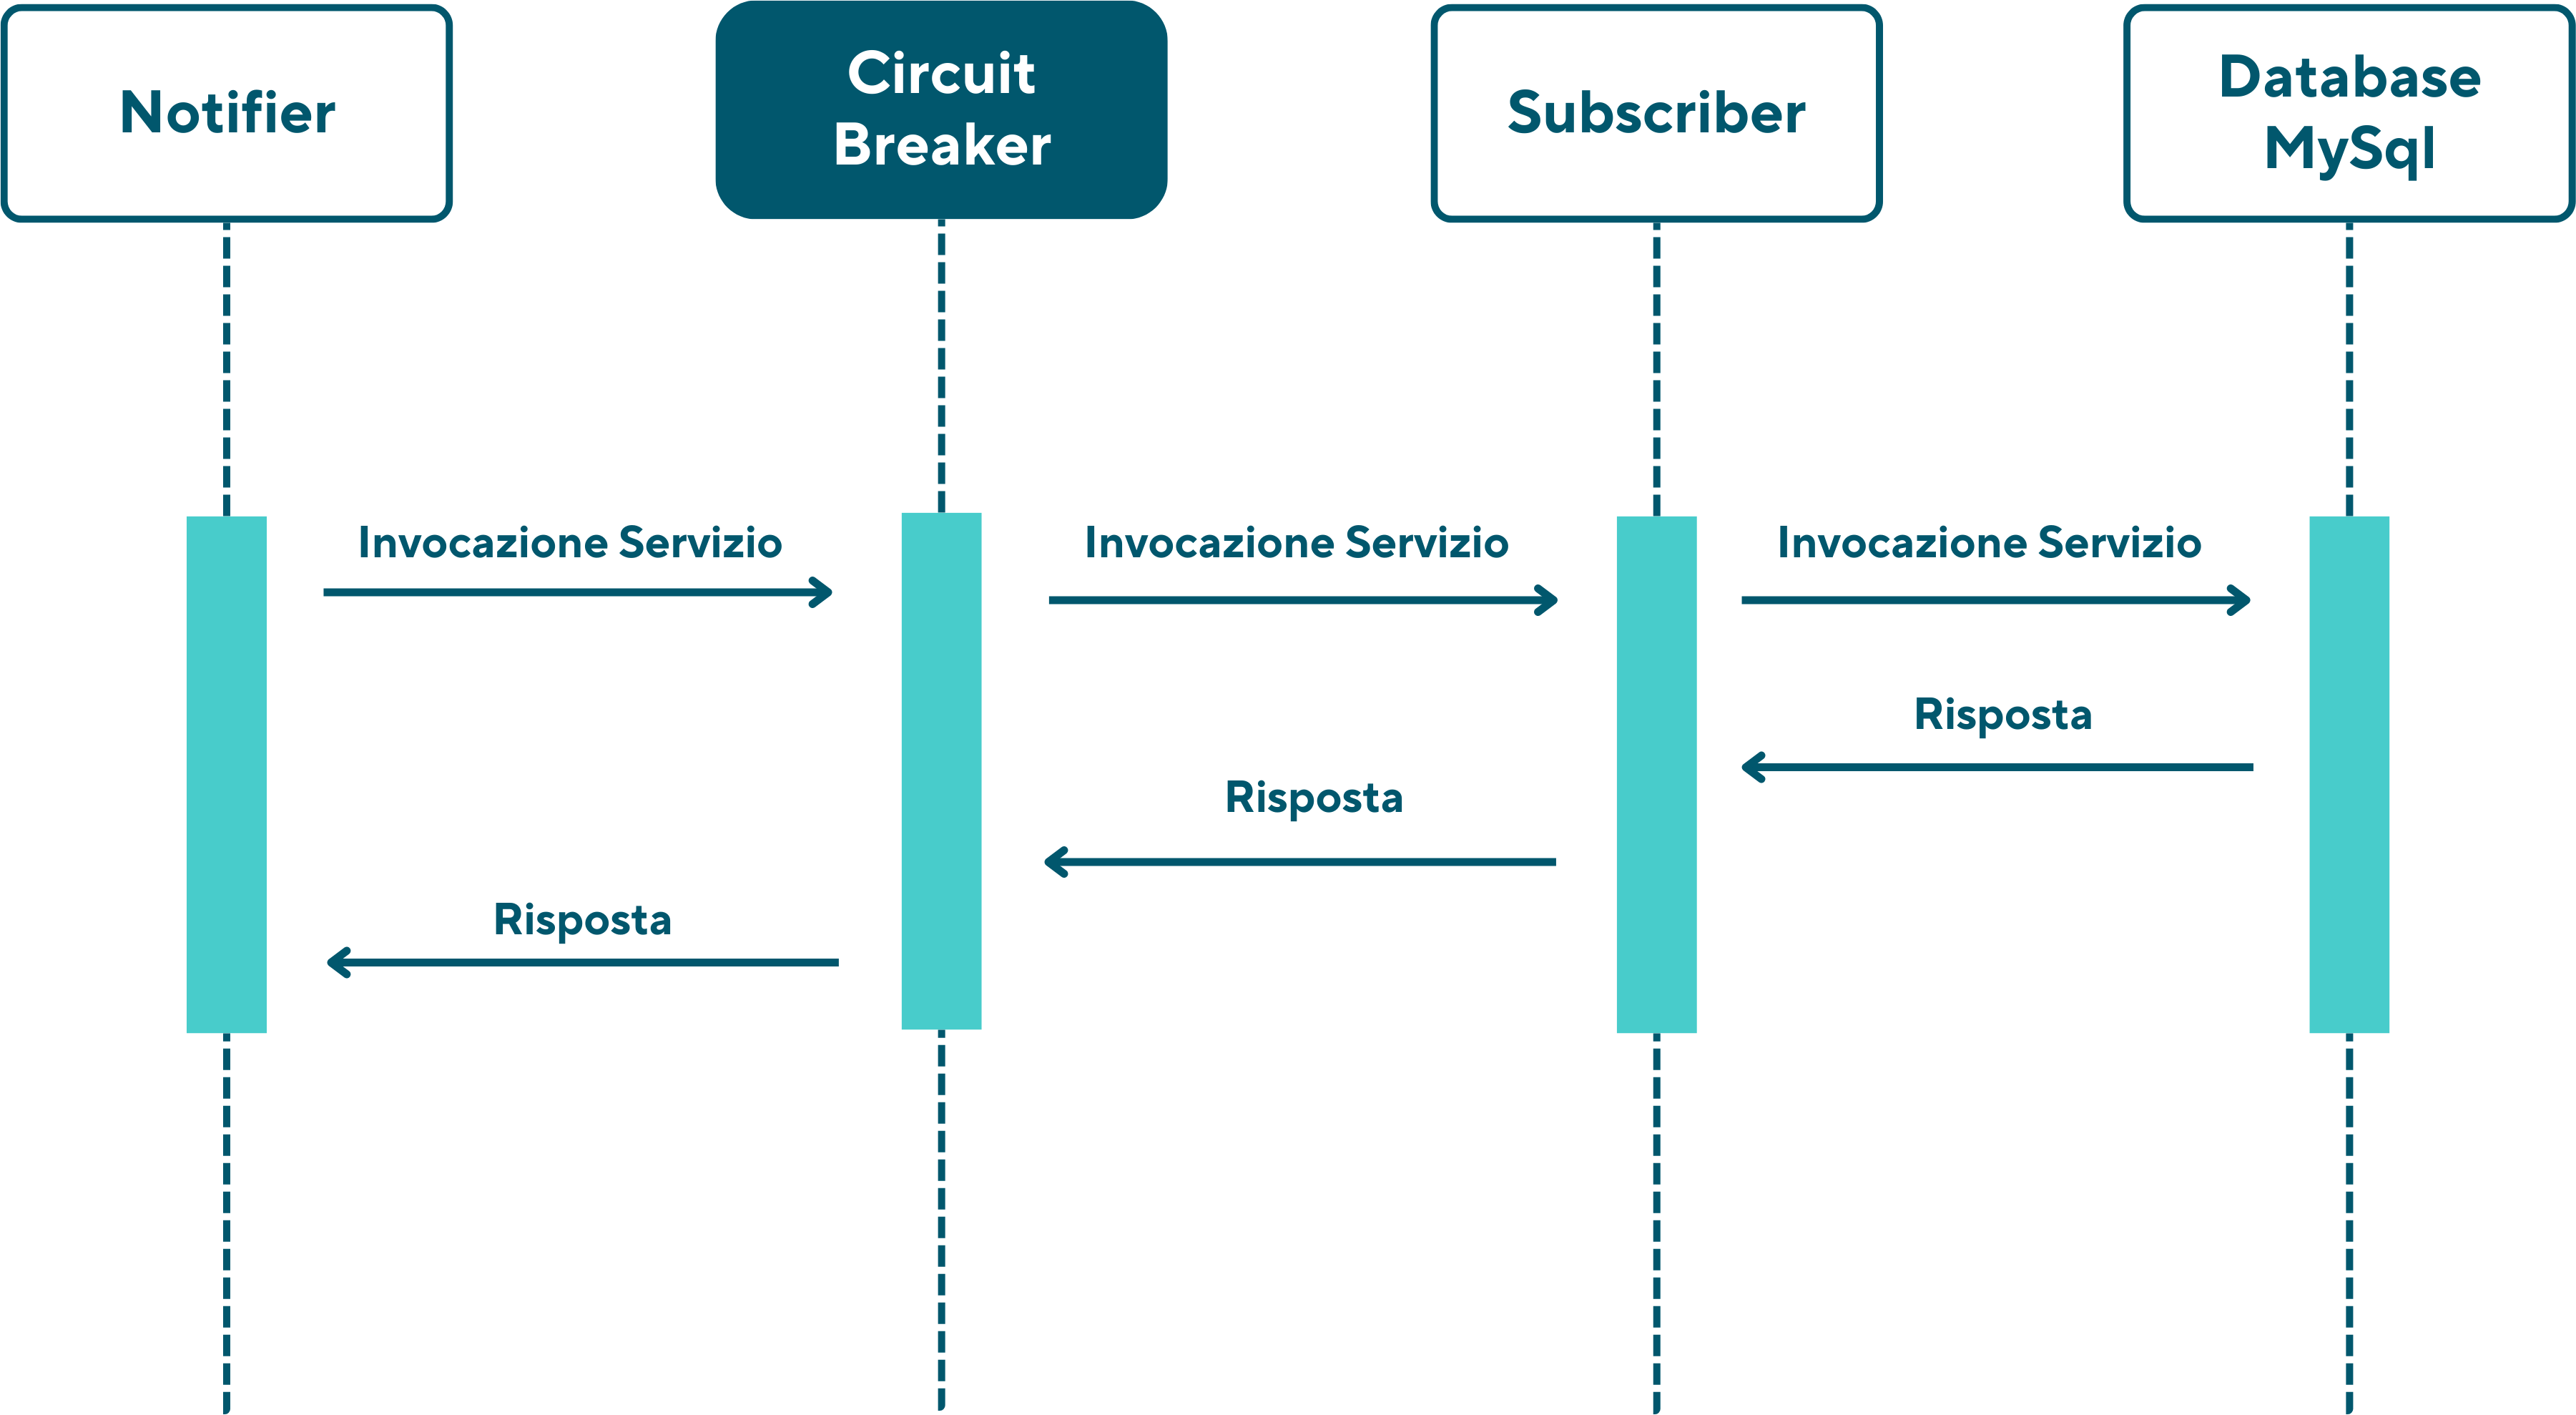 Notifier
Circuit
Breaker
Subscriber
Database
MySql
Invocazione Servizio
Invocazione Servizio
Invocazione Servizio
Risposta
Risposta
Risposta